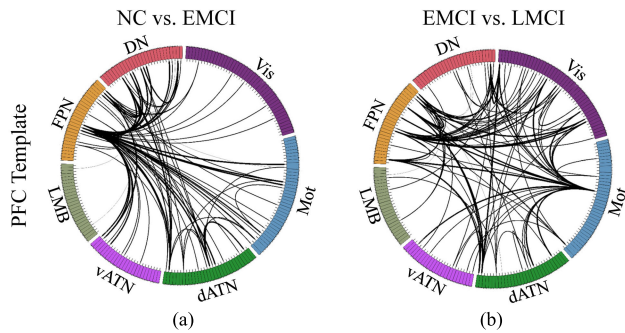 NC vs. EMCI
EMCI vs. LMCI
PFC Template
DN
Vis
FPN
Mot
LMB
vATN
dATN
(a)
DN
Vis
FPN
Mot
LMB
vATN
dATN
(b)